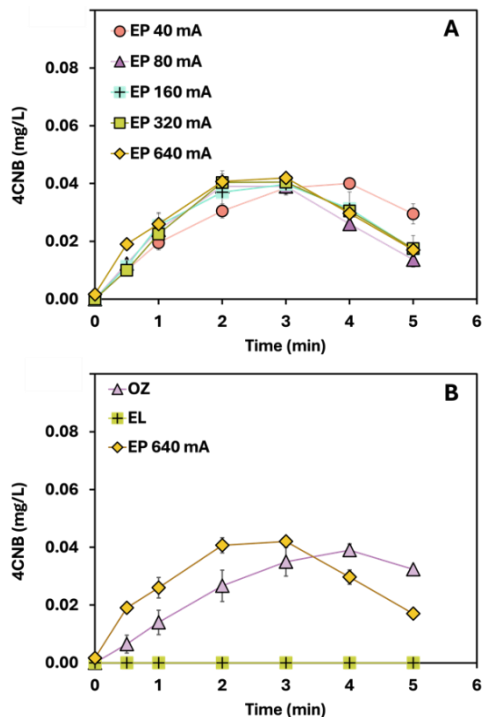 A
EP 40 mA
EP 80 mA
EP 160 mA
EP 320 mA
EP 640 mA
4CNB (mg/L)
0.08
0.06
0.04
0.02
0.00
0 1 2 3 4 5 6
Time (min)
B
OZ
EL
EP 640 mA
4CNB (mg/L)
0.08
0.06
0.04
0.02
0.00
0 1 2 3 4 5 6
Time (min)